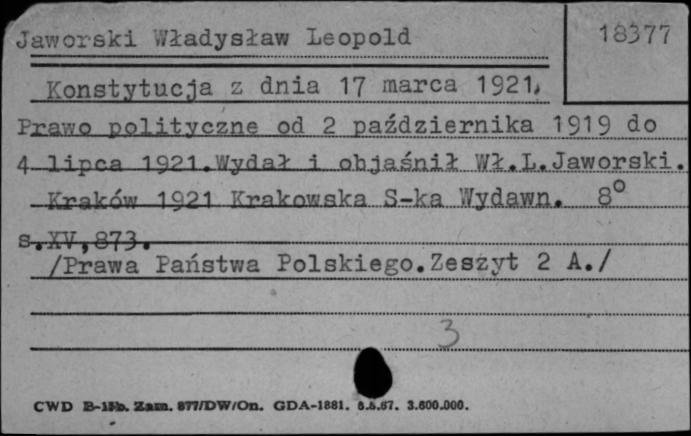 Jaworski Władysław Leopold
18377
Konstytucja z dnia 17 marca 1921.
Prawo polityczne od 2 października 1919 do
4 lipca 1921.Wydał i objaśnił Wł.L.Jaworski.
Kraków 1921 Krakowska S-ka Wydawn. 8°
s.XV,873.
/Prawa Państwa Polskiego.Zeszyt 2 A./
3
CWD B-15b. Zam. 877/DW/On. GDA-1881. 5.5.67. 3.600.000.